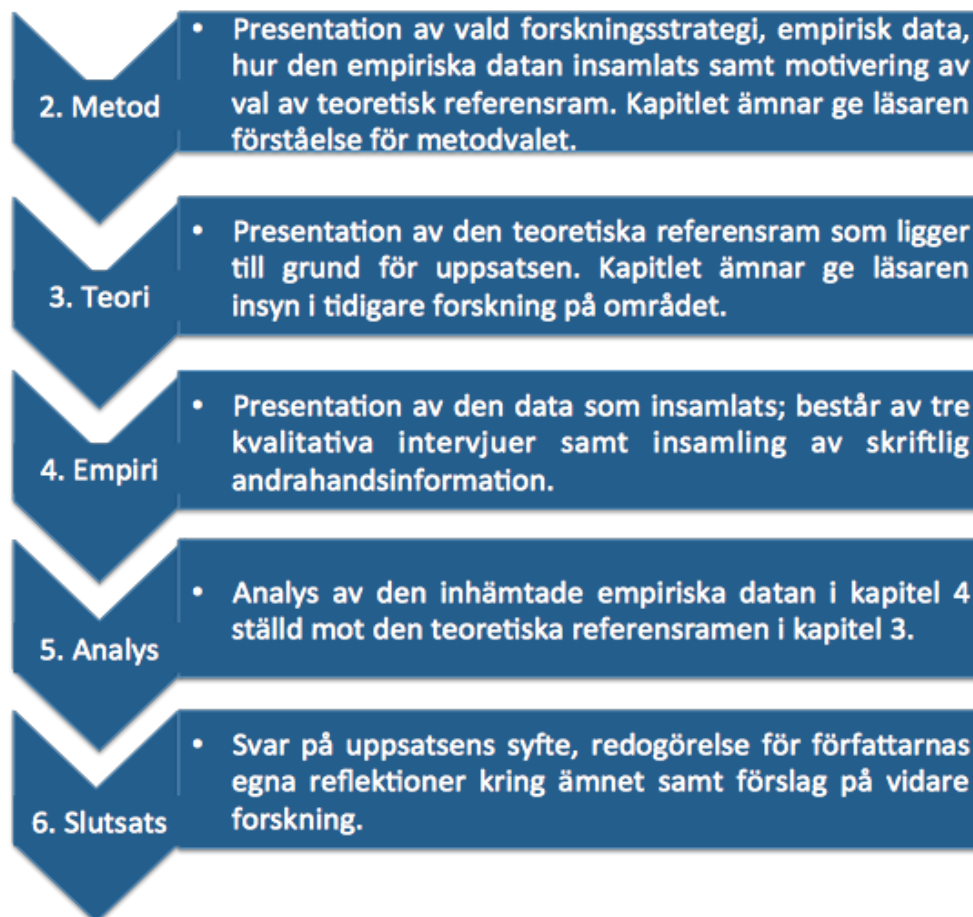 2. Metod
• Presentation av vald forskningsstrategi, empirisk data,
hur den empiriska datan insamlats samt motivering av
val av teoretisk referensram. Kapitlet ämnar ge läsaren
förståelse för metodvalet.
3. Teori
• Presentation av den teoretiska referensram som ligger
till grund för uppsatsen. Kapitlet ämnar ge läsaren
insyn i tidigare forskning på området.
4. Empiri
• Presentation av den data som insamlats; består av tre
kvalitativa intervjuer samt insamling av skriftlig
andrahandsinformation.
5. Analys
• Analys av den inhämtade empiriska datan i kapitel 4
ställd mot den teoretiska referensramen i kapitel 3.
6. Slutsats
• Svar på uppsatsens syfte, redogörelse för författarnas
egna reflektioner kring ämnet samt förslag på vidare
forskning.